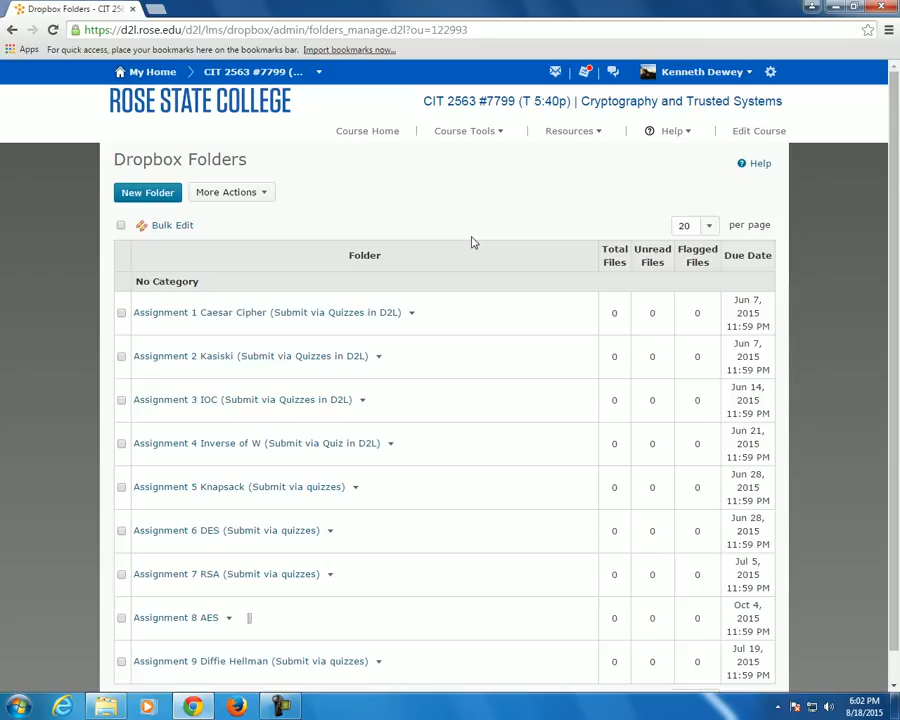 Dropbox Folders - CIT 256
https://d2l.rose.edu/d2l/lms/dropbox/admin/folders_manage.d2l?ou=122993
Apps For quick access, place your bookmarks here on the bookmarks bar. Import bookmarks now...
My Home CIT 2563 #7799 (... Kenneth Dewey
ROSE STATE COLLEGE CIT 2563 #7799 (T 5:40p) | Cryptography and Trusted Systems
Course Home Course Tools Resources Help Edit Course
Dropbox Folders
Help
New Folder More Actions
Bulk Edit 20 per page
Folder Total Files Unread Files Flagged Files Due Date
No Category
Assignment 1 Caesar Cipher (Submit via Quizzes in D2L) 0 0 0 Jun 7, 2015 11:59 PM
Assignment 2 Kasiski (Submit via Quizzes in D2L) 0 0 0 Jun 7, 2015 11:59 PM
Assignment 3 IOC (Submit via Quizzes in D2L) 0 0 0 Jun 14, 2015 11:59 PM
Assignment 4 Inverse of W (Submit via Quiz in D2L) 0 0 0 Jun 21, 2015 11:59 PM
Assignment 5 Knapsack (Submit via quizzes) 0 0 0 Jun 28, 2015 11:59 PM
Assignment 6 DES (Submit via quizzes) 0 0 0 Jun 28, 2015 11:59 PM
Assignment 7 RSA (Submit via quizzes) 0 0 0 Jul 5, 2015 11:59 PM
Assignment 8 AES 0 0 0 Oct 4, 2015 11:59 PM
Assignment 9 Diffie Hellman (Submit via quizzes) 0 0 0 Jul 19, 2015 11:59 PM
6:02 PM
8/18/2015